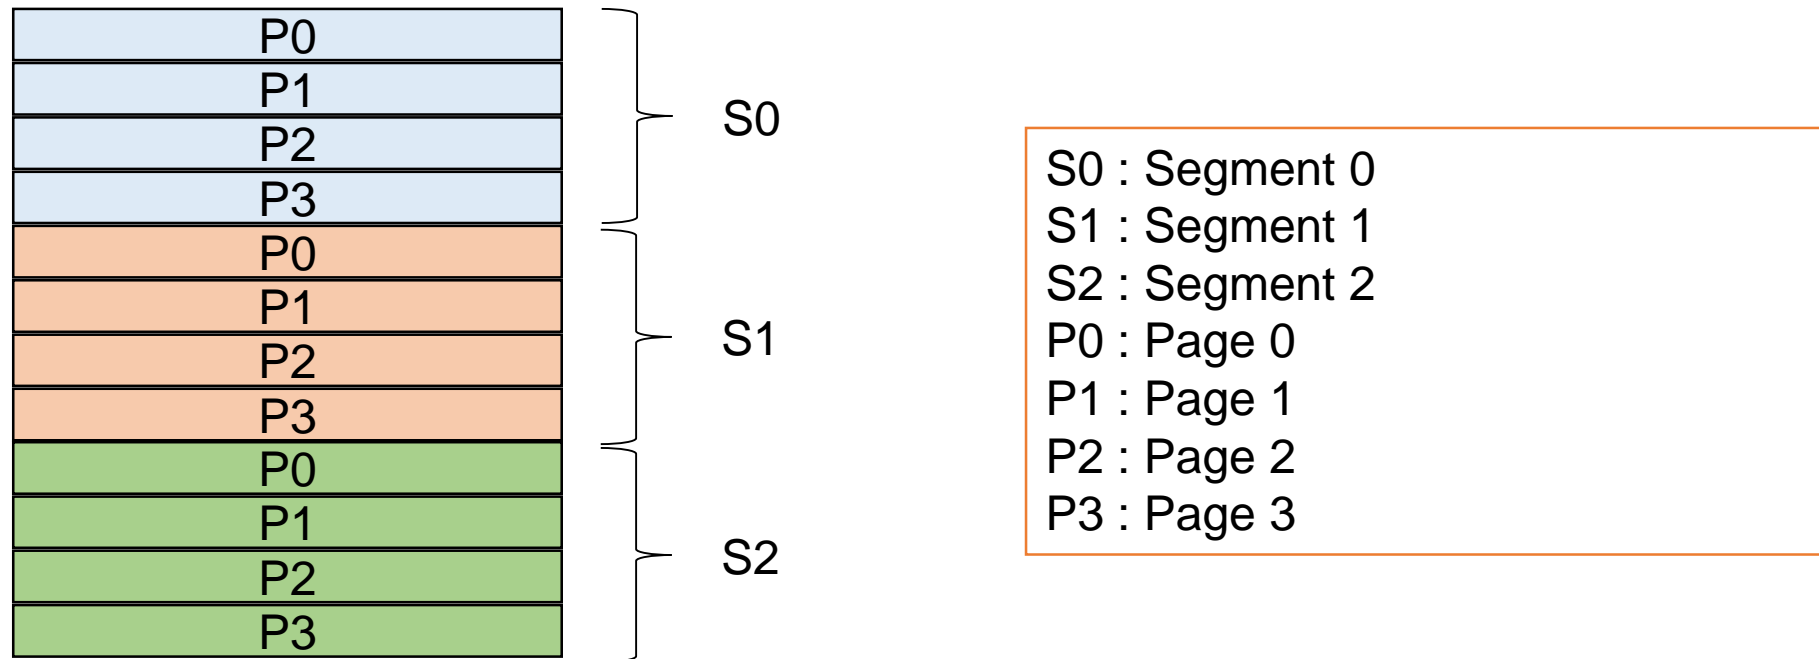 P0
P1
P2
P3
P0
P1
P2
P3
P0
P1
P2
P3
S0
S1
S2
S0 : Segment 0
S1 : Segment 1
S2 : Segment 2
P0 : Page 0
P1 : Page 1
P2 : Page 2
P3 : Page 3